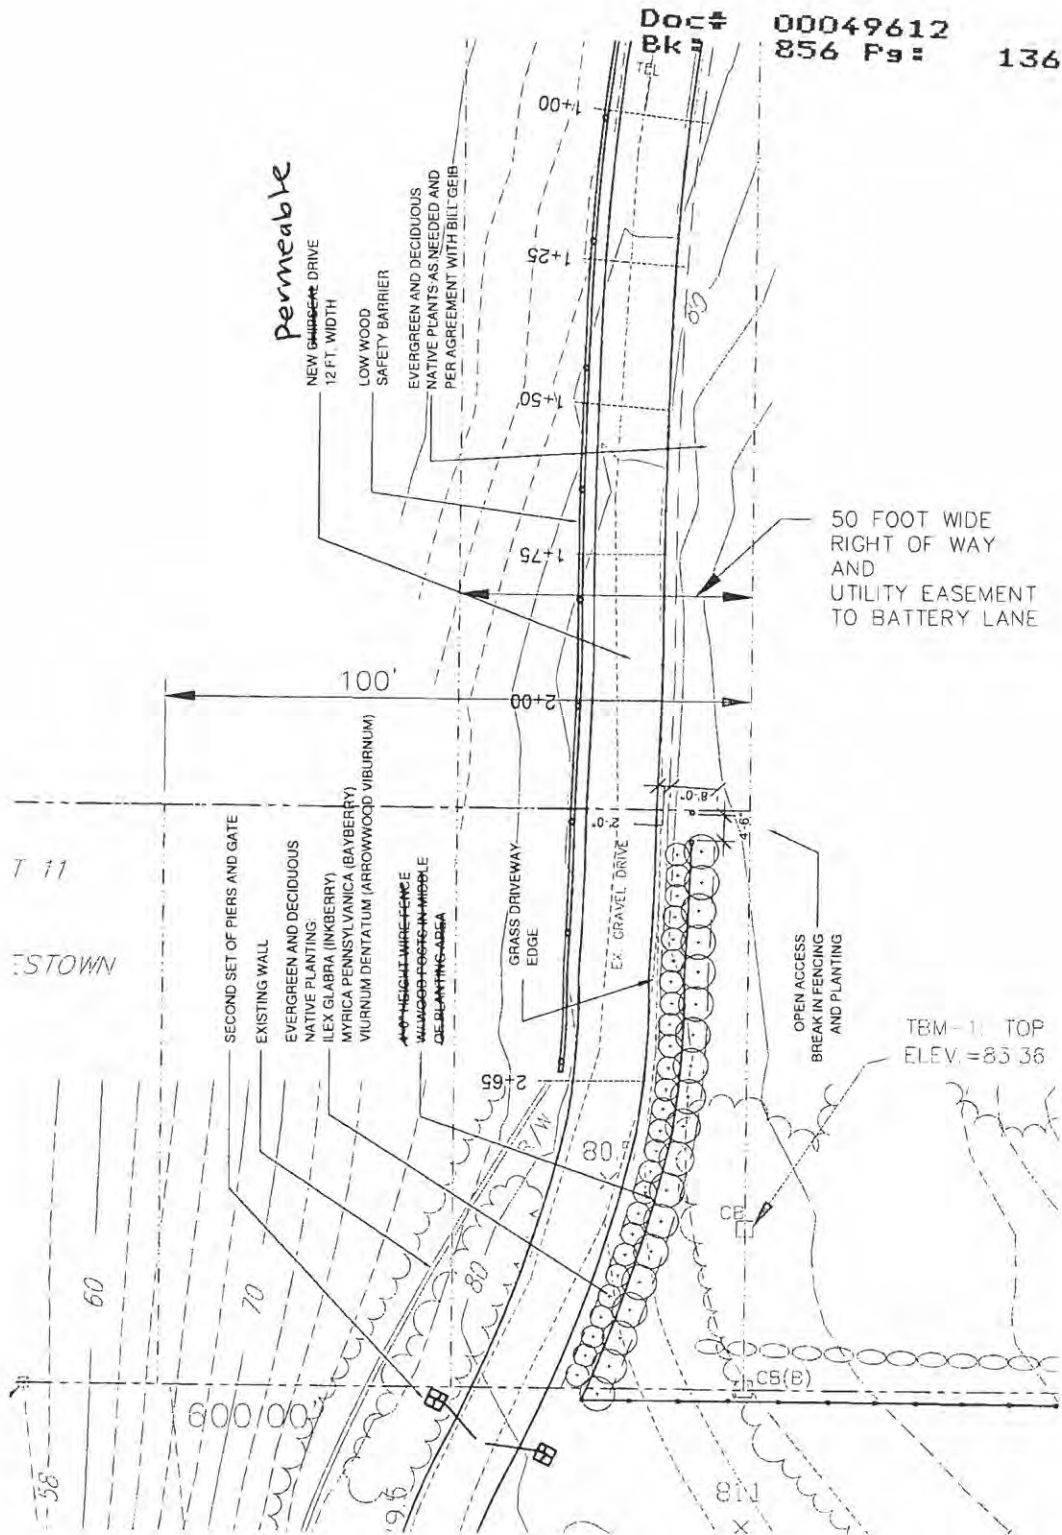 Doc# 00049612
Bk: 856 Pg: 136
TEL
1+00
Permeable
NEW CHIPSEAL DRIVE
12 FT. WIDTH
LOW WOOD
SAFETY BARRIER
EVERGREEN AND DECIDUOUS
NATIVE PLANTS AS NEEDED AND
PER AGREEMENT WITH BILL GEIB
1+25
1+50
50 FOOT WIDE
RIGHT OF WAY
AND
UTILITY EASEMENT
TO BATTERY LANE
1+75
100'
2+00
8'-0"
2'-0"
4'-6"
T 11
ESTOWN
SECOND SET OF PIERS AND GATE
EXISTING WALL
EVERGREEN AND DECIDUOUS
NATIVE PLANTING:
ILEX GLABRA (INKBERRY)
MYRICA PENNSYLVANICA (BAYBERRY)
VIURNUM DENTATUM (ARROWWOOD VIBURNUM)
4'-0" HEIGHT WIRE FENCE
W/ WOOD POSTS IN MIDDLE
OF PLANTING AREA
GRASS DRIVEWAY
EDGE
EX. GRAVEL DRIVE
OPEN ACCESS
BREAK IN FENCING
AND PLANTING
TBM-1: TOP
ELEV.=83.36
2+65
R/W
80
CB
60
70
80
CB(B)
600/00
58